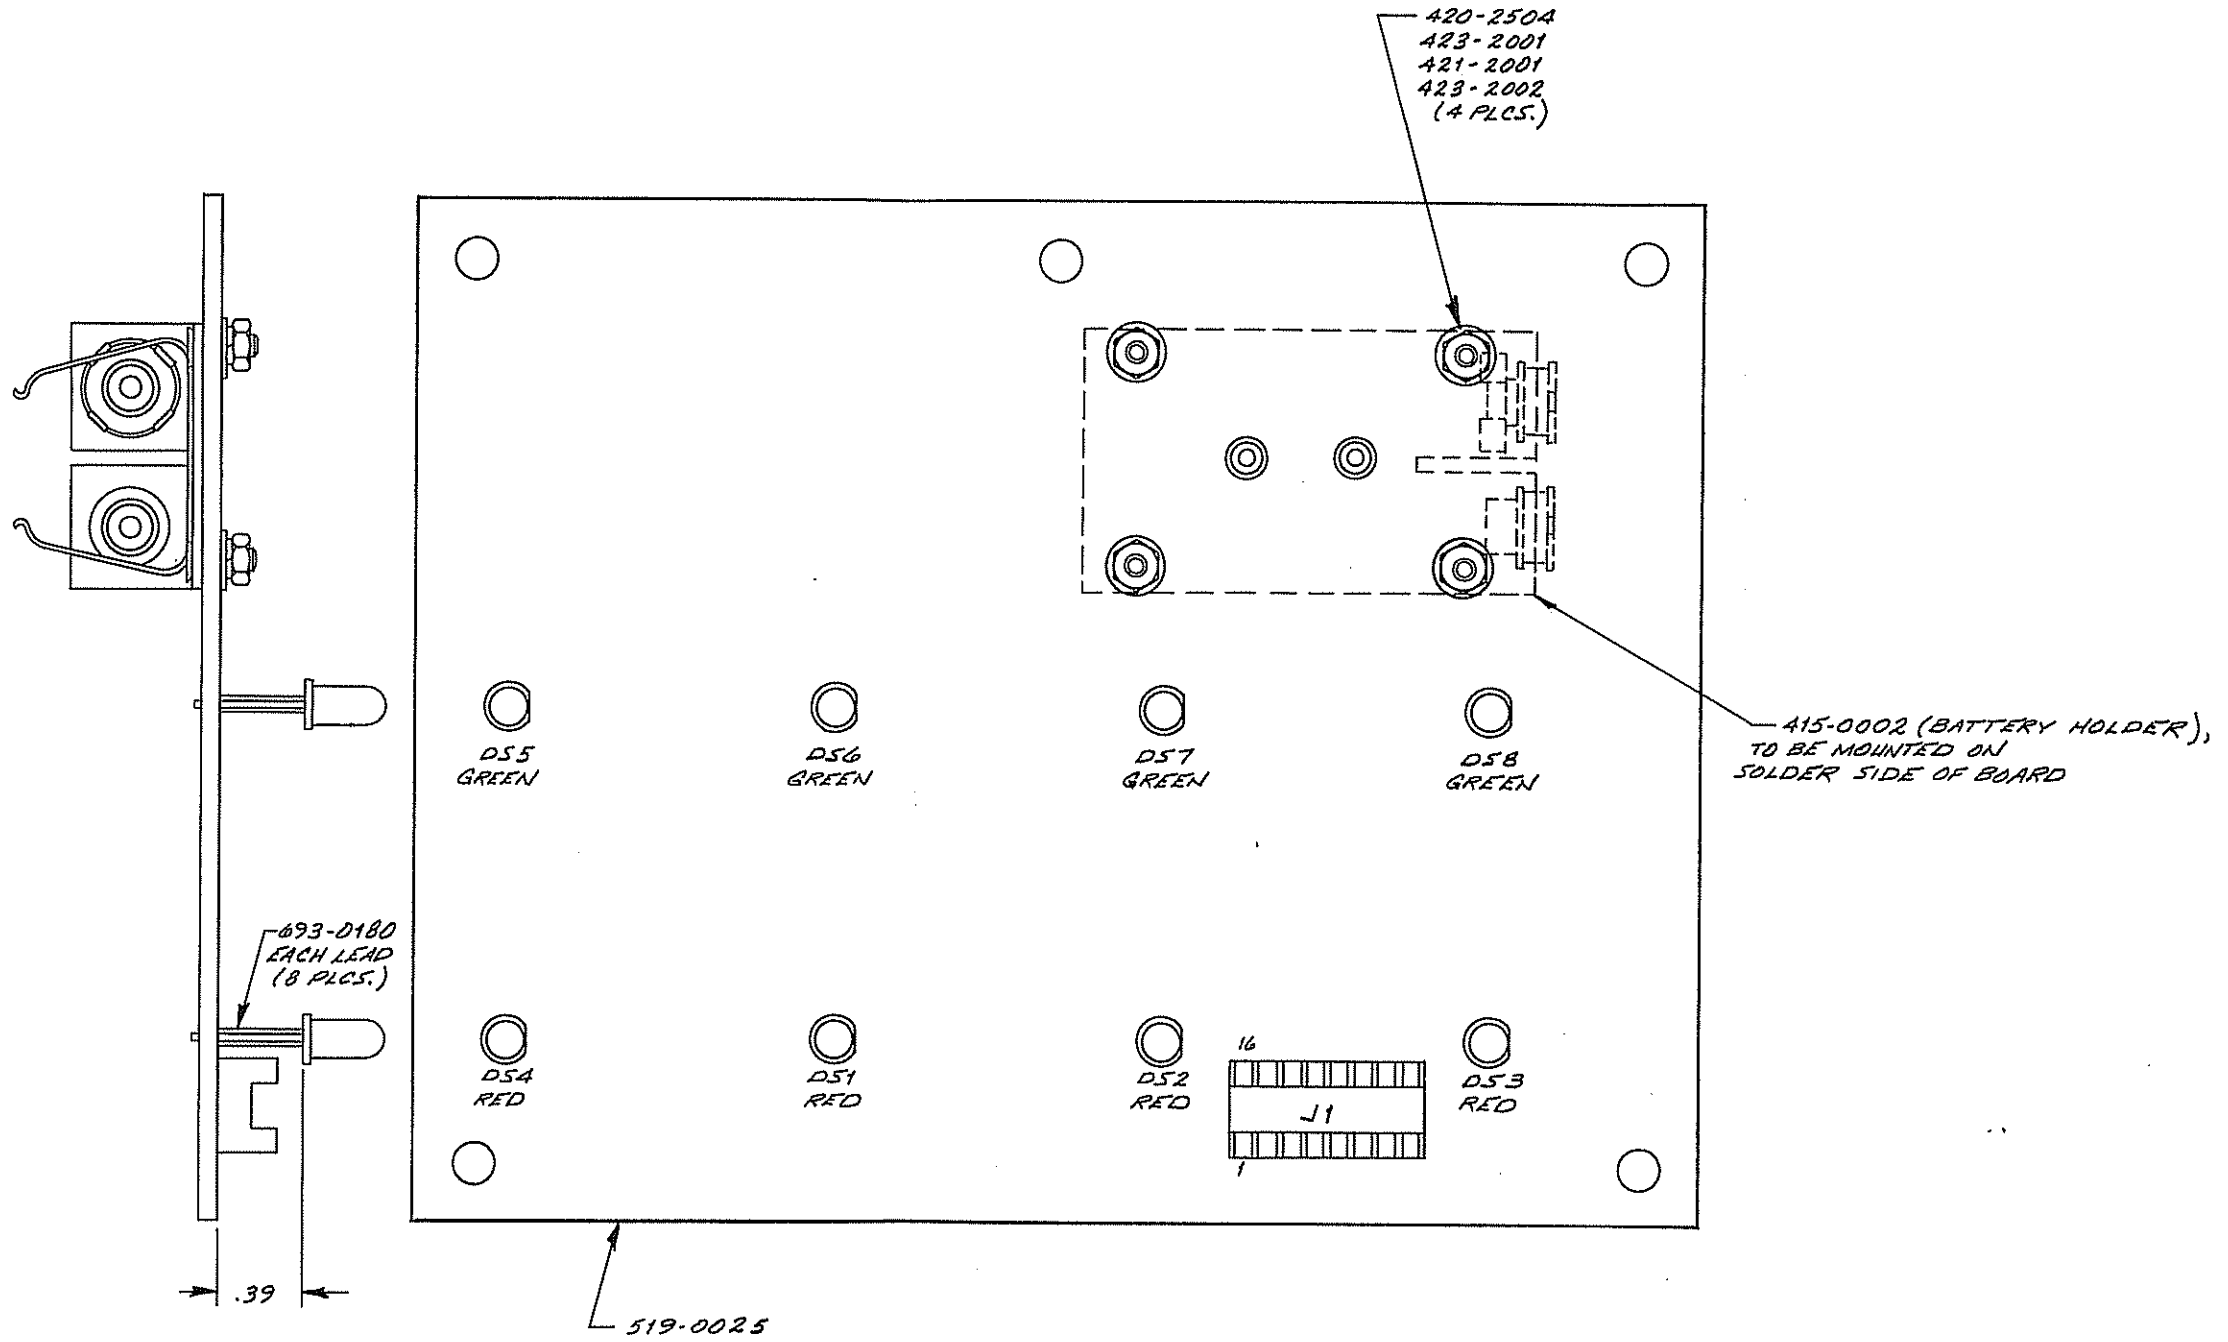 420-2504
423-2001
421-2001
423-2002
(4 PLCS.)
DS5
GREEN
DS6
GREEN
DS7
GREEN
DS8
GREEN
415-0002 (BATTERY HOLDER),
TO BE MOUNTED ON
SOLDER SIDE OF BOARD
693-0180
EACH LEAD
(8 PLCS.)
DS4
RED
DS1
RED
DS2
RED
16
J1
1
DS3
RED
.39
519-0025